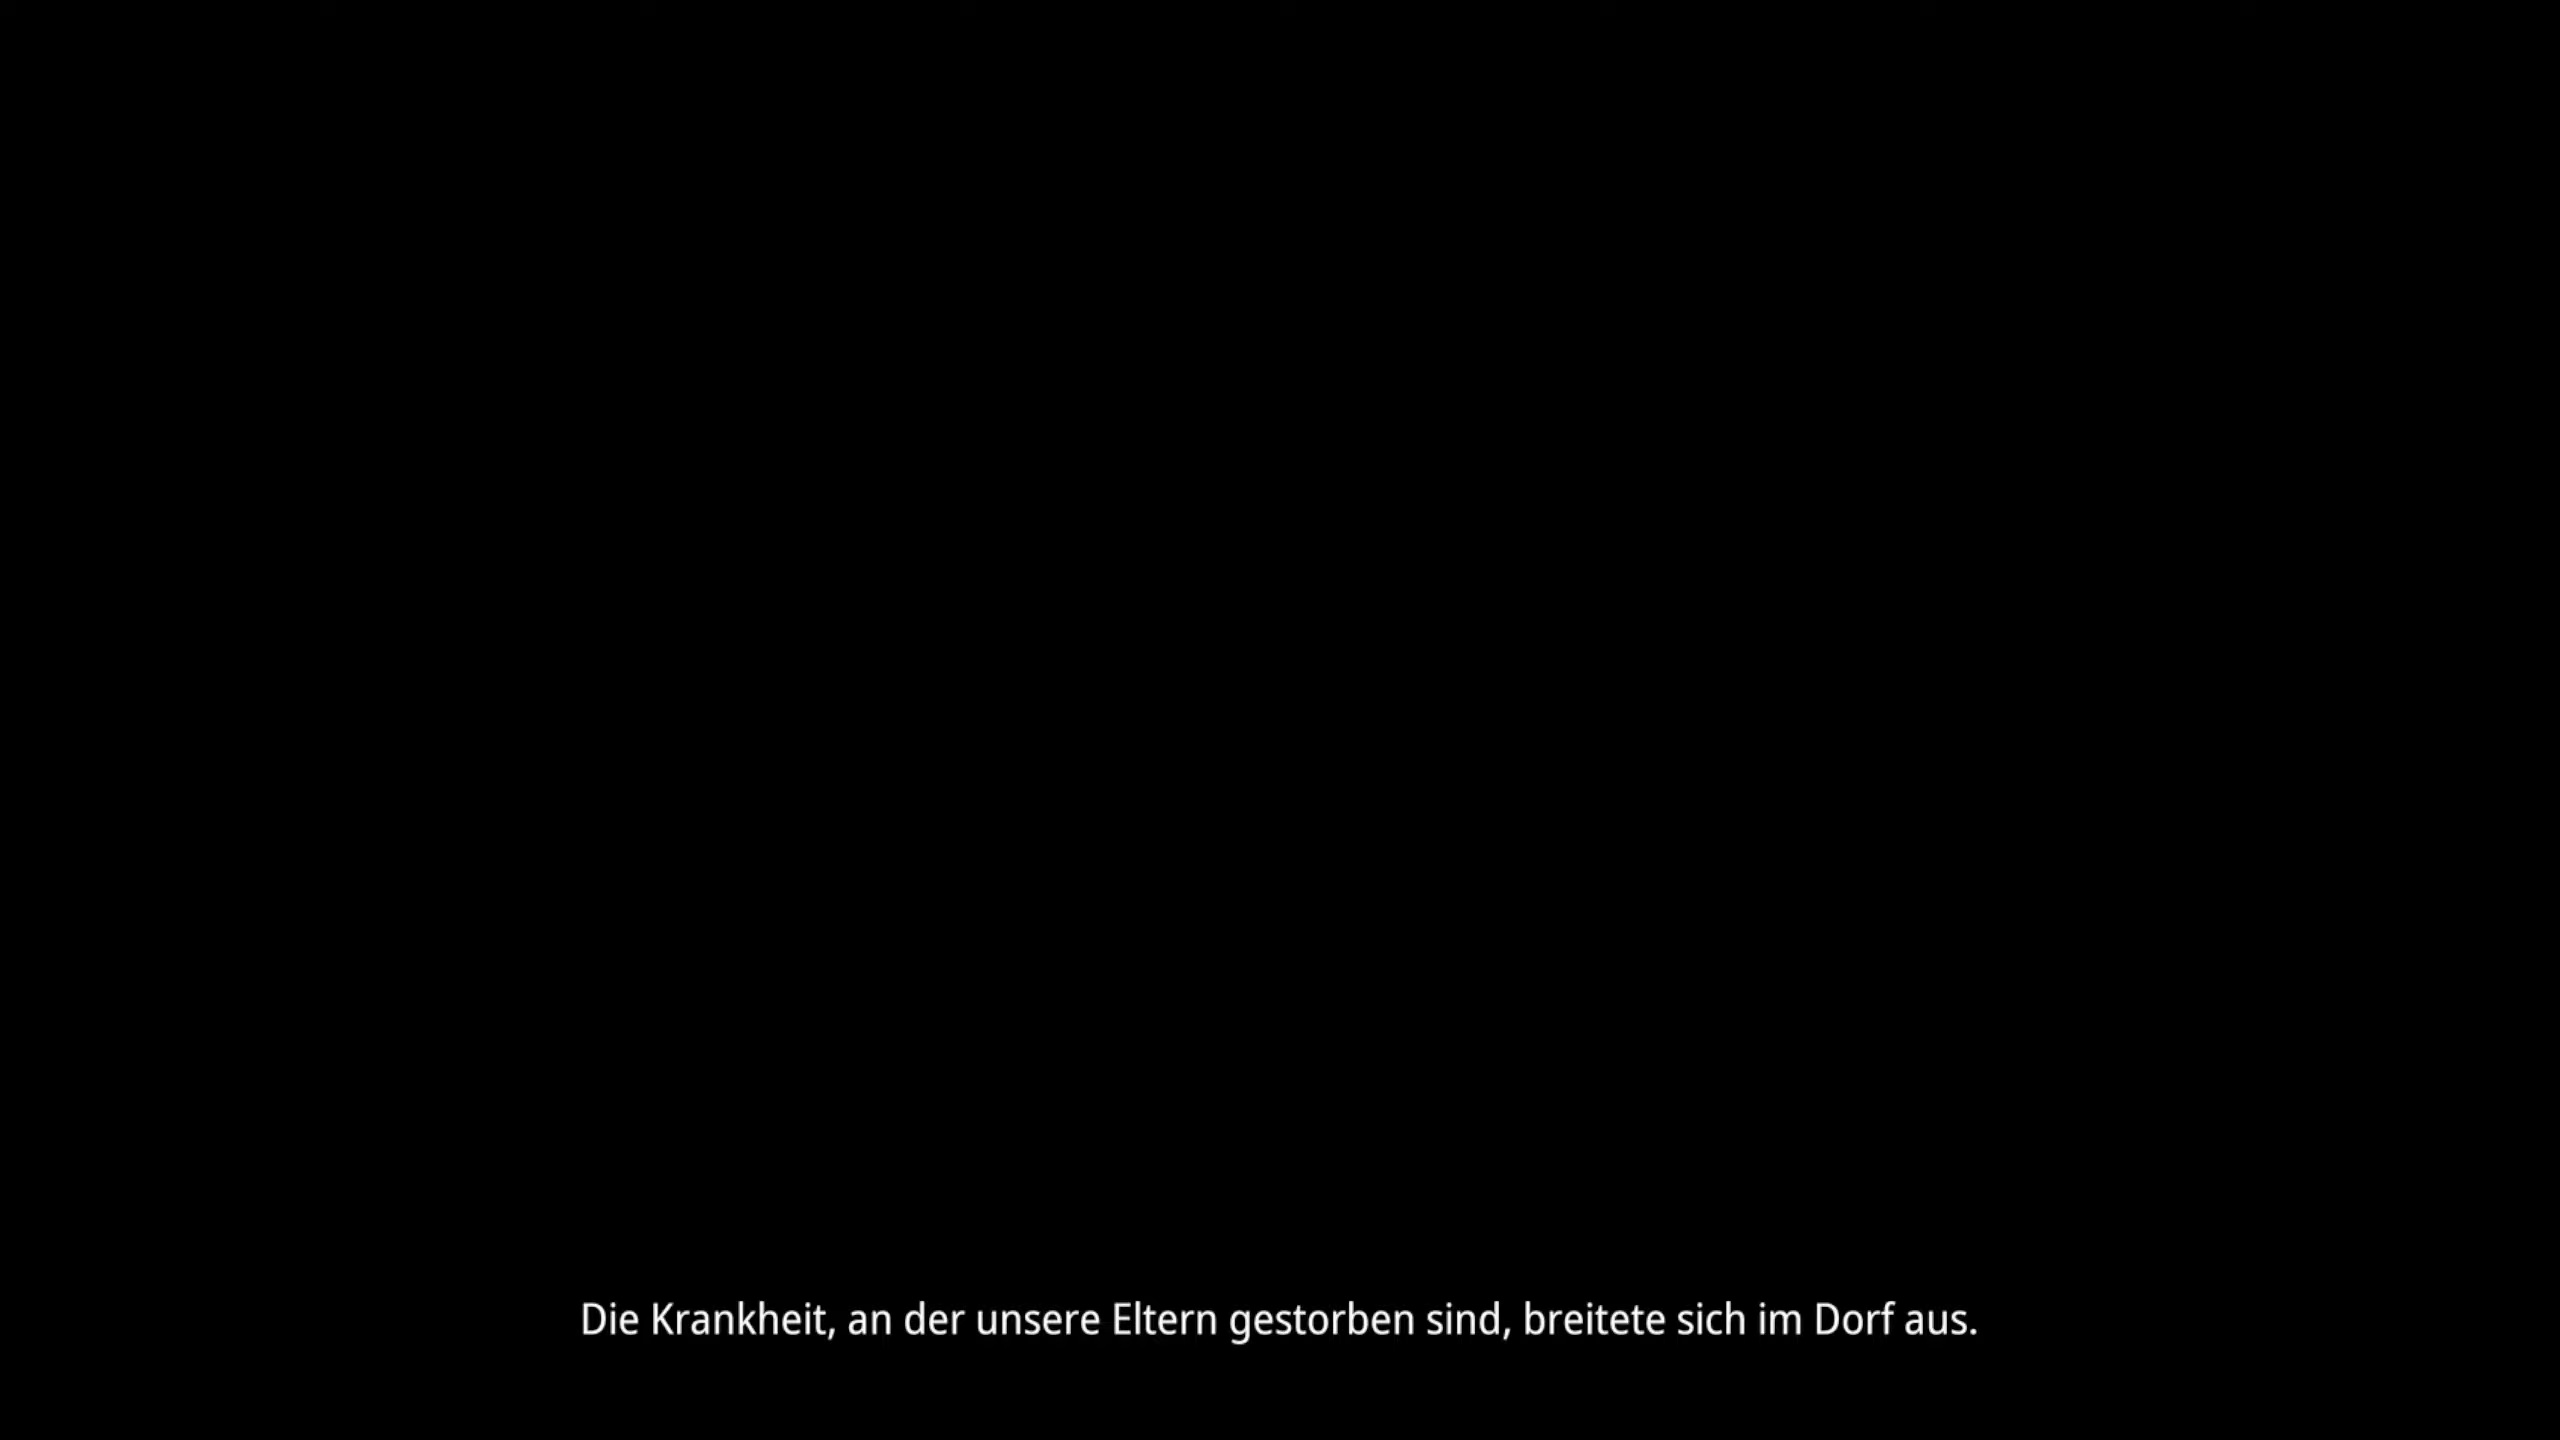 Die Krankheit, an der unsere Eltern gestorben sind, breitete sich im Dorf aus.